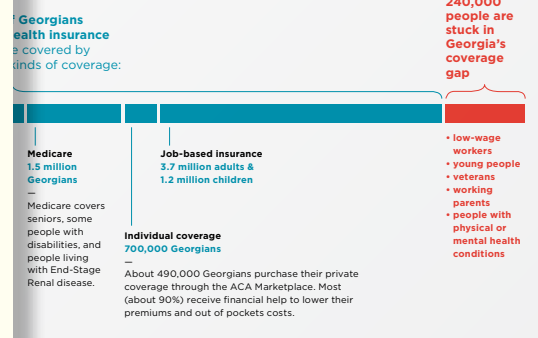 Georgians
health insurance
covered by
kinds of coverage:
240,000
people are
stuck in
Georgia's
coverage
gap
Medicare
1.5 million
Georgians
—
Medicare covers
seniors, some
people with
disabilities, and
people living
with End-Stage
Renal disease.
Job-based insurance
3.7 million adults &
1.2 million children
Individual coverage
700,000 Georgians
—
About 490,000 Georgians purchase their private
coverage through the ACA Marketplace. Most
(about 90%) receive financial help to lower their
premiums and out of pockets costs.
• low-wage
workers
• young people
• veterans
• working
parents
• people with
physical or
mental health
conditions